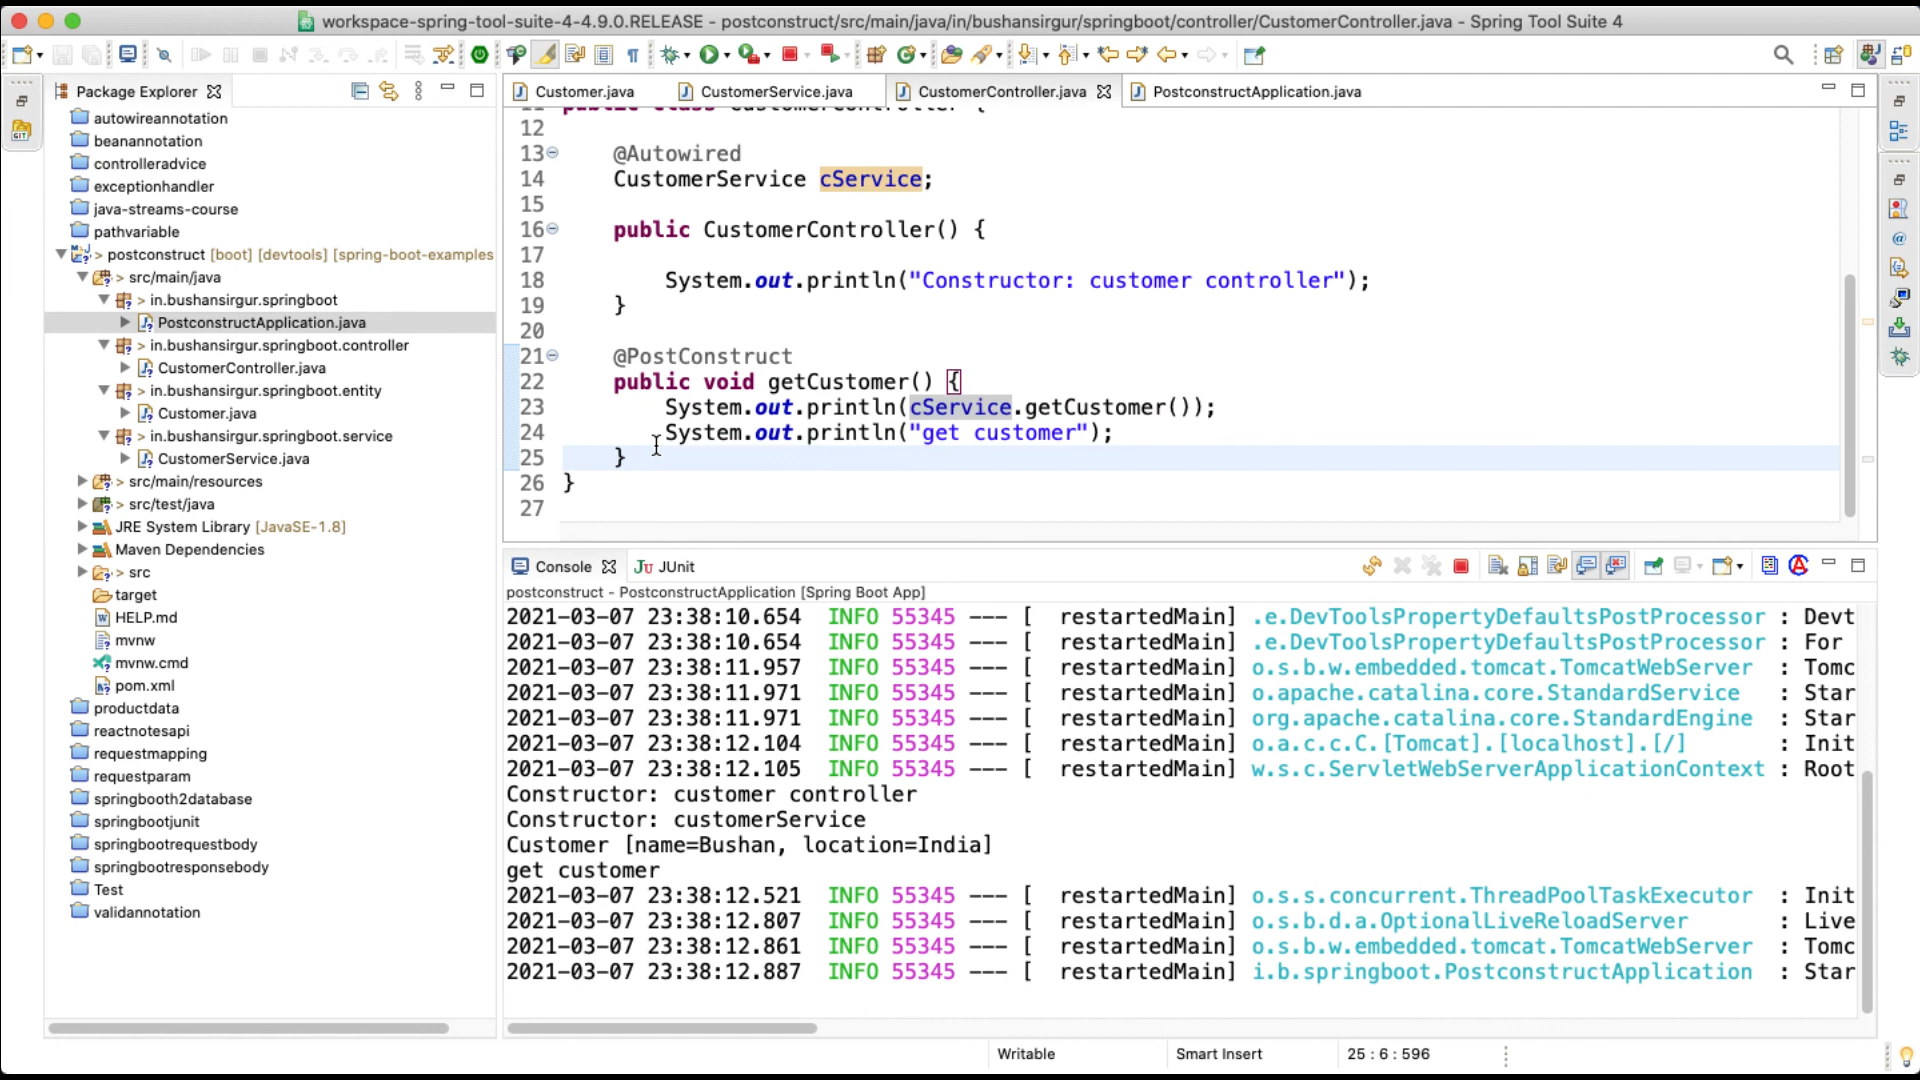 workspace-spring-tool-suite-4-4.9.0.RELEASE - postconstruct/src/main/java/in/bushansirgur/springboot/controller/CustomerController.java - Spring Tool Suite 4
Package Explorer
autowireannotation
beanannotation
controlleradvice
exceptionhandler
java-streams-course
pathvariable
> postconstruct [boot] [devtools] [spring-boot-examples
> src/main/java
> in.bushansirgur.springboot
PostconstructApplication.java
> in.bushansirgur.springboot.controller
CustomerController.java
> in.bushansirgur.springboot.entity
Customer.java
> in.bushansirgur.springboot.service
CustomerService.java
> src/main/resources
> src/test/java
JRE System Library [JavaSE-1.8]
Maven Dependencies
> src
target
HELP.md
mvnw
mvnw.cmd
pom.xml
productdata
reactnotesapi
requestmapping
requestparam
springbooth2database
springbootjunit
springbootrequestbody
springbootresponsebody
Test
validannotation
Customer.java
CustomerService.java
CustomerController.java
PostconstructApplication.java
11 public class CustomerController {
12
13 @Autowired
14 CustomerService cService;
15
16 public CustomerController() {
17
18 System.out.println("Constructor: customer controller");
19 }
20
21 @PostConstruct
22 public void getCustomer() {
23 System.out.println(cService.getCustomer());
24 System.out.println("get customer");
25 }
26 }
27
Console
JUnit
postconstruct - PostconstructApplication [Spring Boot App]
2021-03-07 23:38:10.654 INFO 55345 --- [ restartedMain] .e.DevToolsPropertyDefaultsPostProcessor : Devt
2021-03-07 23:38:10.654 INFO 55345 --- [ restartedMain] .e.DevToolsPropertyDefaultsPostProcessor : For
2021-03-07 23:38:11.957 INFO 55345 --- [ restartedMain] o.s.b.w.embedded.tomcat.TomcatWebServer : Tomc
2021-03-07 23:38:11.971 INFO 55345 --- [ restartedMain] o.apache.catalina.core.StandardService : Star
2021-03-07 23:38:11.971 INFO 55345 --- [ restartedMain] org.apache.catalina.core.StandardEngine : Star
2021-03-07 23:38:12.104 INFO 55345 --- [ restartedMain] o.a.c.c.C.[Tomcat].[localhost].[/] : Init
2021-03-07 23:38:12.105 INFO 55345 --- [ restartedMain] w.s.c.ServletWebServerApplicationContext : Root
Constructor: customer controller
Constructor: customerService
Customer [name=Bushan, location=India]
get customer
2021-03-07 23:38:12.521 INFO 55345 --- [ restartedMain] o.s.s.concurrent.ThreadPoolTaskExecutor : Init
2021-03-07 23:38:12.807 INFO 55345 --- [ restartedMain] o.s.b.d.a.OptionalLiveReloadServer : Live
2021-03-07 23:38:12.861 INFO 55345 --- [ restartedMain] o.s.b.w.embedded.tomcat.TomcatWebServer : Tomc
2021-03-07 23:38:12.887 INFO 55345 --- [ restartedMain] i.b.springboot.PostconstructApplication : Star
Writable
Smart Insert
25 : 6 : 596